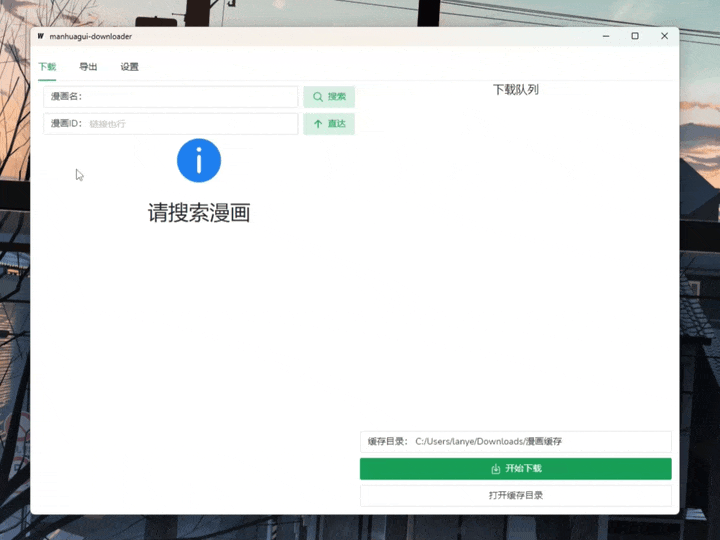 manhuagui-downloader
下载 导出 设置
漫画名: 搜索
漫画ID: 链接也行 直达
请搜索漫画
下载队列
缓存目录: C:/Users/lanye/Downloads/漫画缓存
开始下载
打开缓存目录